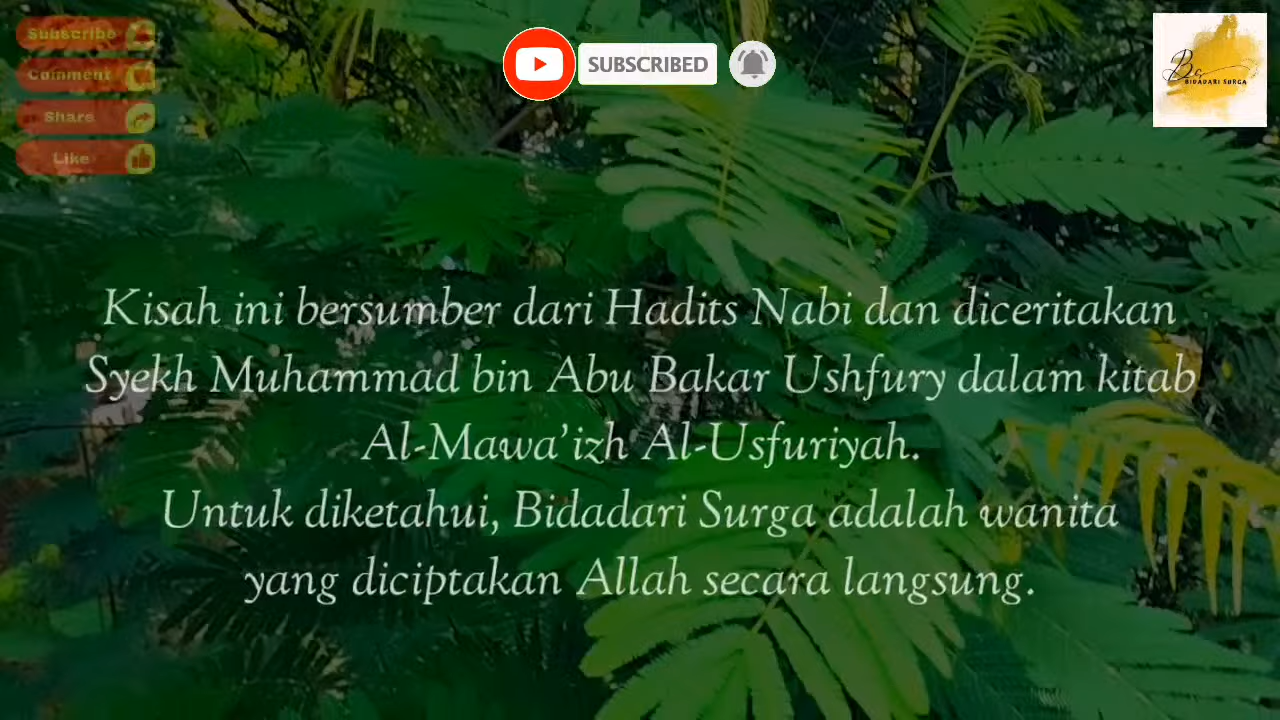 Subscribe
Comment
Share
Like
SUBSCRIBED
Bs
BIDADARI SURGA
Kisah ini bersumber dari Hadits Nabi dan diceritakan
Syekh Muhammad bin Abu Bakar Ushfury dalam kitab
Al-Mawa’izh Al-Usfuriyah.
Untuk diketahui, Bidadari Surga adalah wanita
yang diciptakan Allah secara langsung.